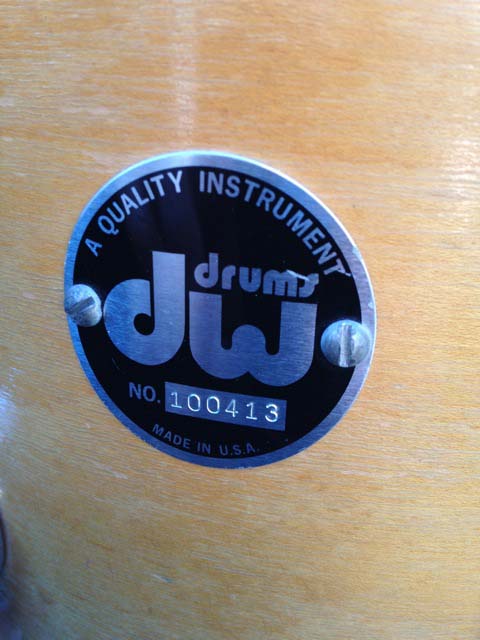 A QUALITY INSTRUMENT
drums
dw
NO. 100413
MADE IN U.S.A.